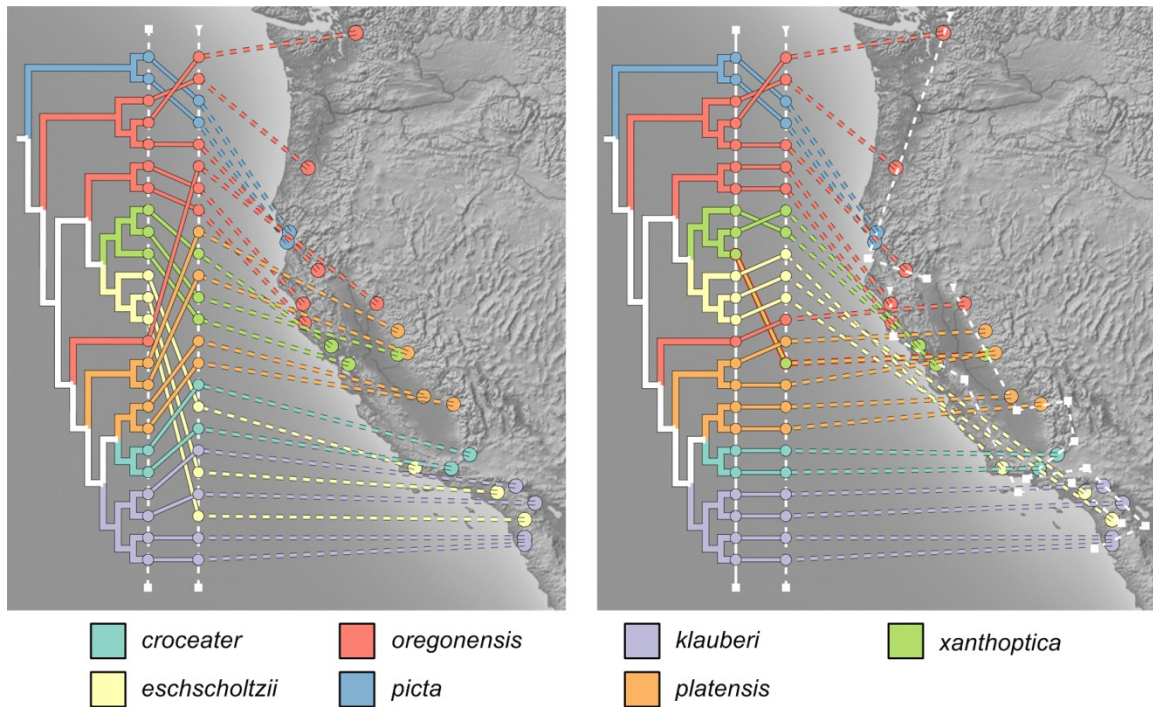 croceater oregonensis klauberi xanthoptica
eschscholtzii picta platensis